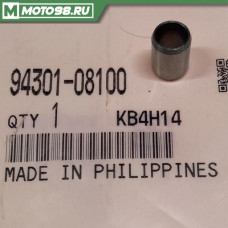 MOTO98.RU
94301-08100
QTY 1 KB4H14
MADE IN PHILIPPINES